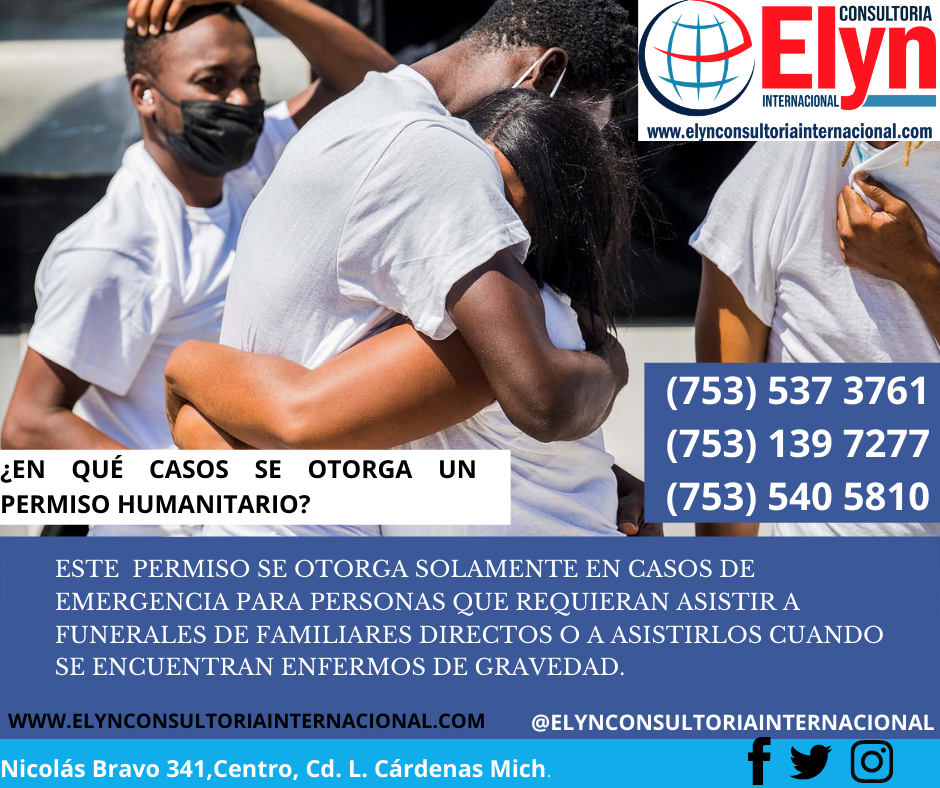 CONSULTORIA
Elyn
INTERNACIONAL
www.elynconsultoriainternacional.com
(753) 537 3761
(753) 139 7277
(753) 540 5810
¿EN QUÉ CASOS SE OTORGA UN
PERMISO HUMANITARIO?
ESTE PERMISO SE OTORGA SOLAMENTE EN CASOS DE
EMERGENCIA PARA PERSONAS QUE REQUIERAN ASISTIR A
FUNERALES DE FAMILIARES DIRECTOS O A ASISTIRLOS CUANDO
SE ENCUENTRAN ENFERMOS DE GRAVEDAD.
WWW.ELYNCONSULTORIAINTERNACIONAL.COM
@ELYNCONSULTORIAINTERNACIONAL
Nicolás Bravo 341,Centro, Cd. L. Cárdenas Mich.